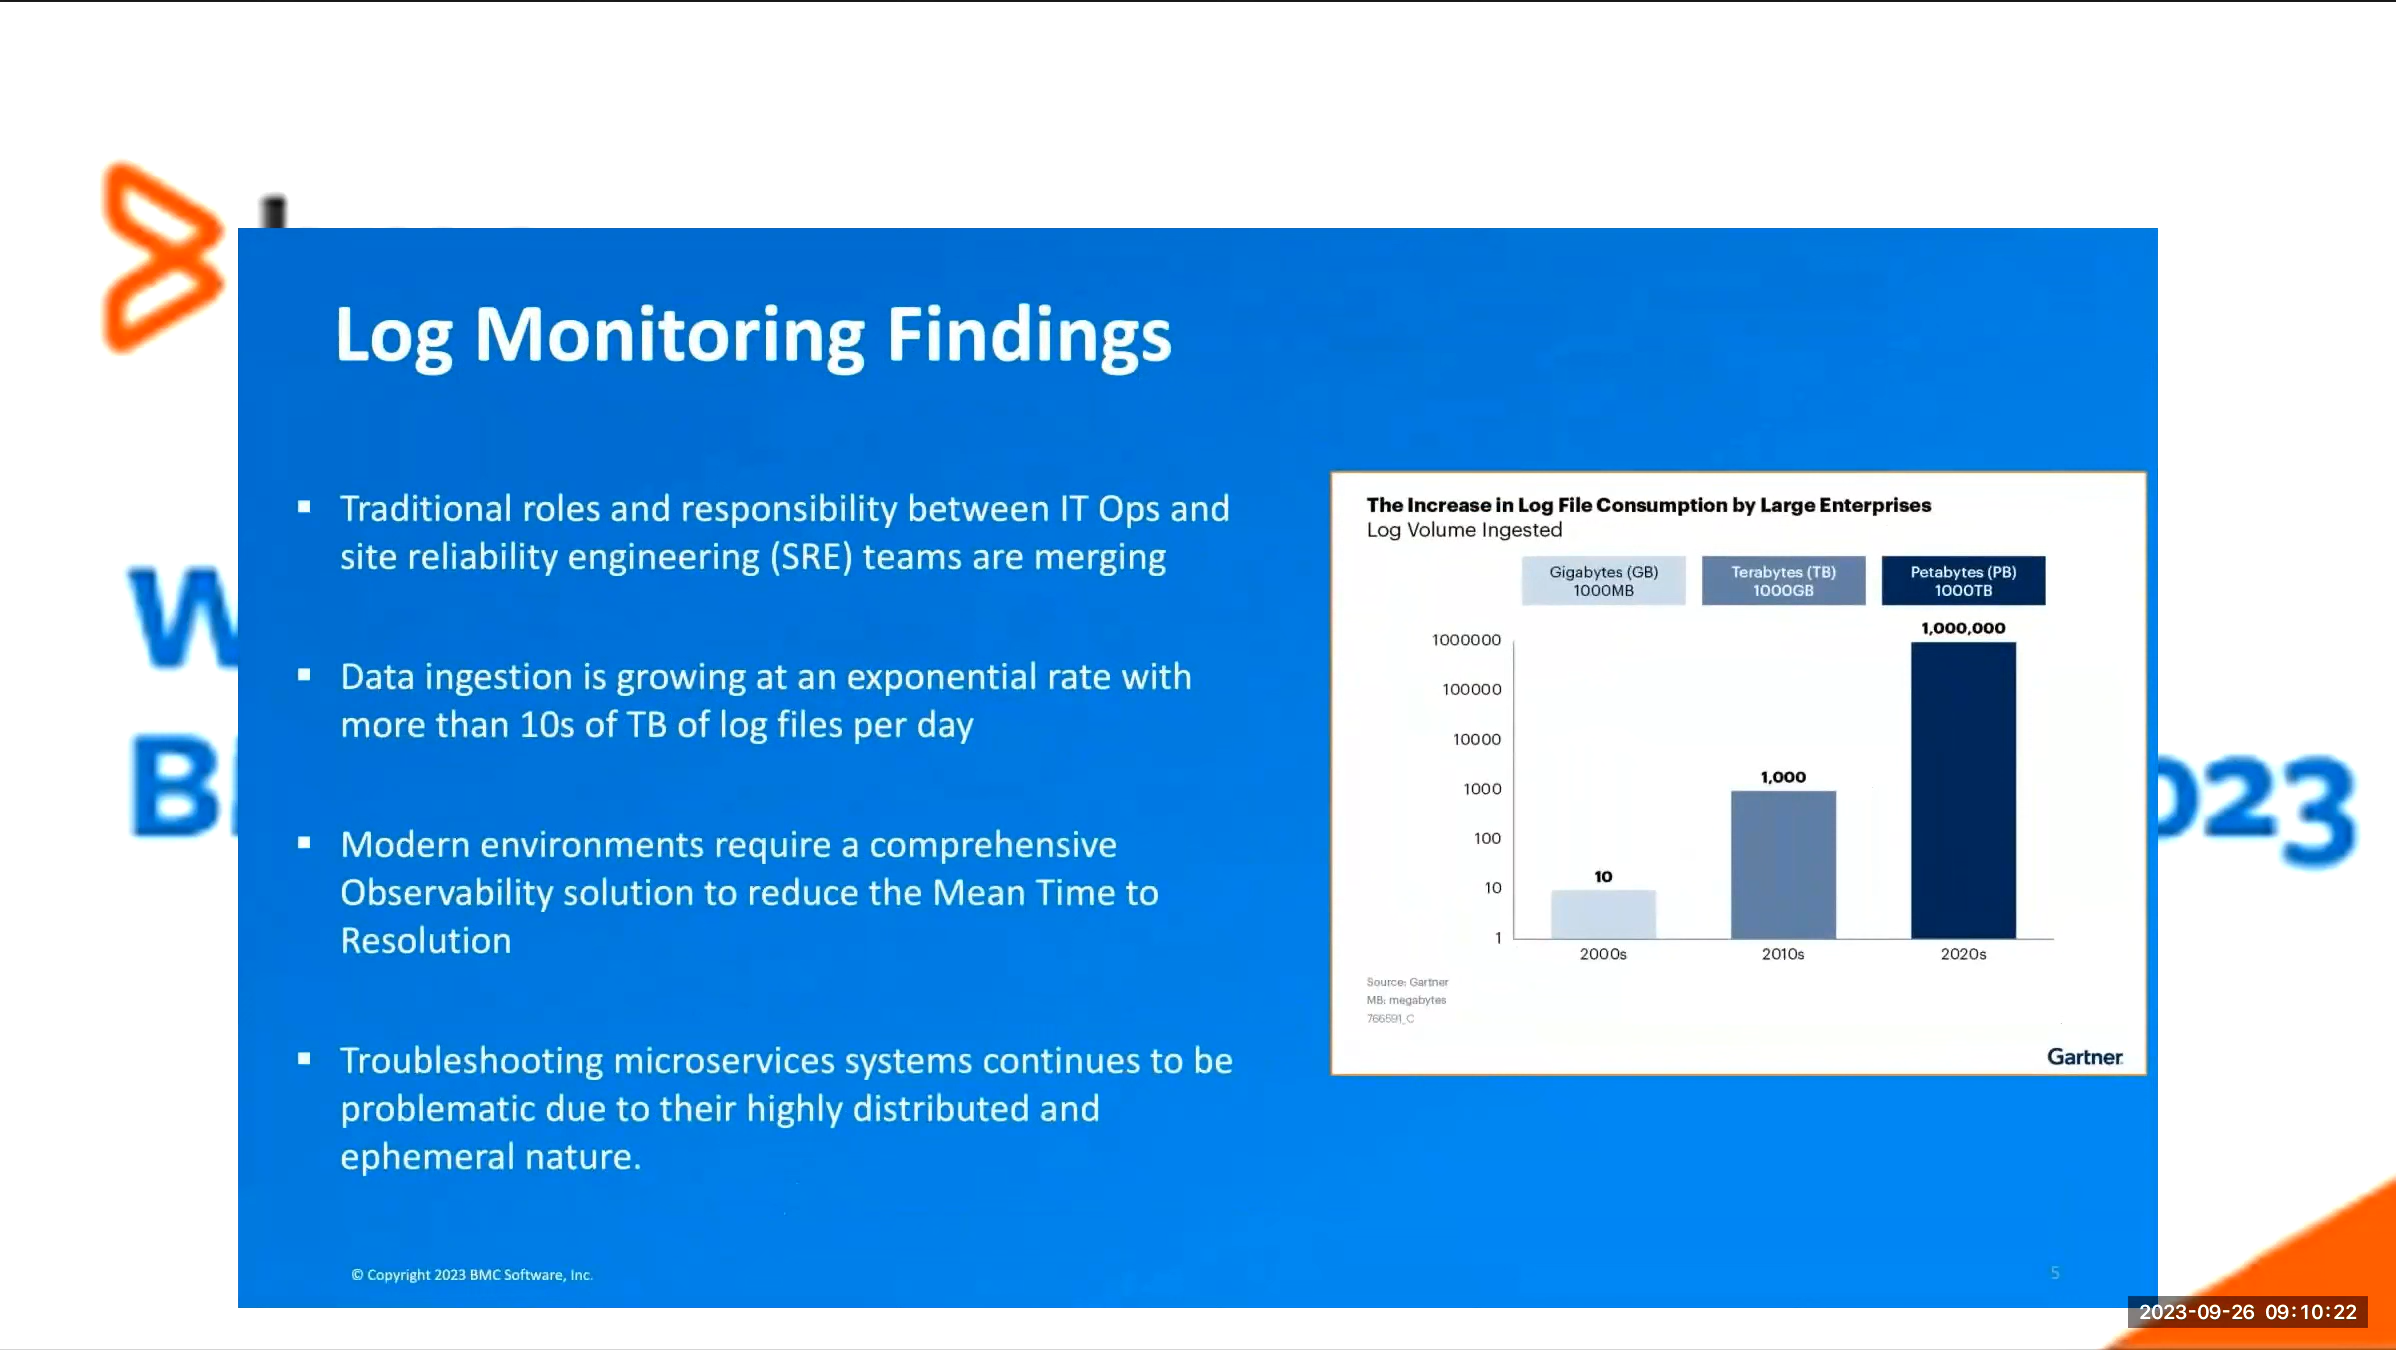 Log Monitoring Findings
Traditional roles and responsibility between IT Ops and
site reliability engineering (SRE) teams are merging
Data ingestion is growing at an exponential rate with
more than 10s of TB of log files per day
Modern environments require a comprehensive
Observability solution to reduce the Mean Time to
Resolution
Troubleshooting microservices systems continues to be
problematic due to their highly distributed and
ephemeral nature.
The Increase in Log File Consumption by Large Enterprises
Log Volume Ingested
Gigabytes (GB)
1000MB
Terabytes (TB)
1000GB
Petabytes (PB)
1000TB
1000000
100000
10000
1000
100
10
1
10
1,000
1,000,000
2000s
2010s
2020s
Source: Gartner
MB: megabytes
766591_C
Gartner
© Copyright 2023 BMC Software, Inc.
5
2023-09-26 09:10:22